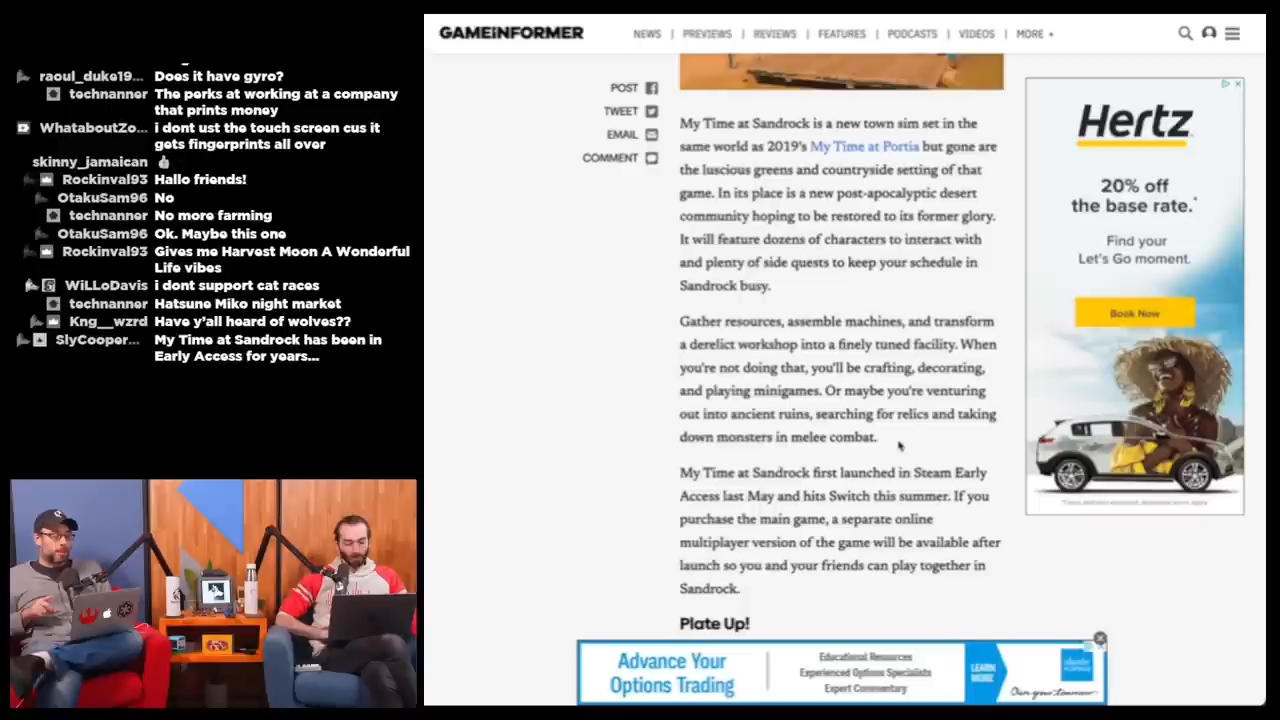 raoul_duke19... Does it have gyro?
technanner The perks at working at a company
that prints money
WhataboutZo... i dont ust the touch screen cus it
gets fingerprints all over
skinny_jamaican
Rockinval93 Hallo friends!
OtakuSam96 No
technanner No more farming
OtakuSam96 Ok. Maybe this one
Rockinval93 Gives me Harvest Moon A Wonderful
Life vibes
WiLLoDavis i dont support cat races
technanner Hatsune Miko night market
Kng__wzrd Have y'all heard of wolves??
SlyCooper... My Time at Sandrock has been in
Early Access for years...
GAMEINFORMER
NEWS | PREVIEWS | REVIEWS | FEATURES | PODCASTS | VIDEOS | MORE
POST
TWEET
EMAIL
COMMENT
My Time at Sandrock is a new town sim set in the
same world as 2019's My Time at Portia but gone are
the luscious greens and countryside setting of that
game. In its place is a new post-apocalyptic desert
community hoping to be restored to its former glory.
It will feature dozens of characters to interact with
and plenty of side quests to keep your schedule in
Sandrock busy.
Gather resources, assemble machines, and transform
a derelict workshop into a finely tuned facility. When
you're not doing that, you'll be crafting, decorating,
and playing minigames. Or maybe you're venturing
out into ancient ruins, searching for relics and taking
down monsters in melee combat.
My Time at Sandrock first launched in Steam Early
Access last May and hits Switch this summer. If you
purchase the main game, a separate online
multiplayer version of the game will be available after
launch so you and your friends can play together in
Sandrock.
Plate Up!
Hertz
20% off
the base rate.*
Find your
Let's Go moment.
Book Now
Advance Your
Options Trading
Educational Resources
Experienced Options Specialists
Expert Commentary
LEARN
MORE
Own your tomorrow